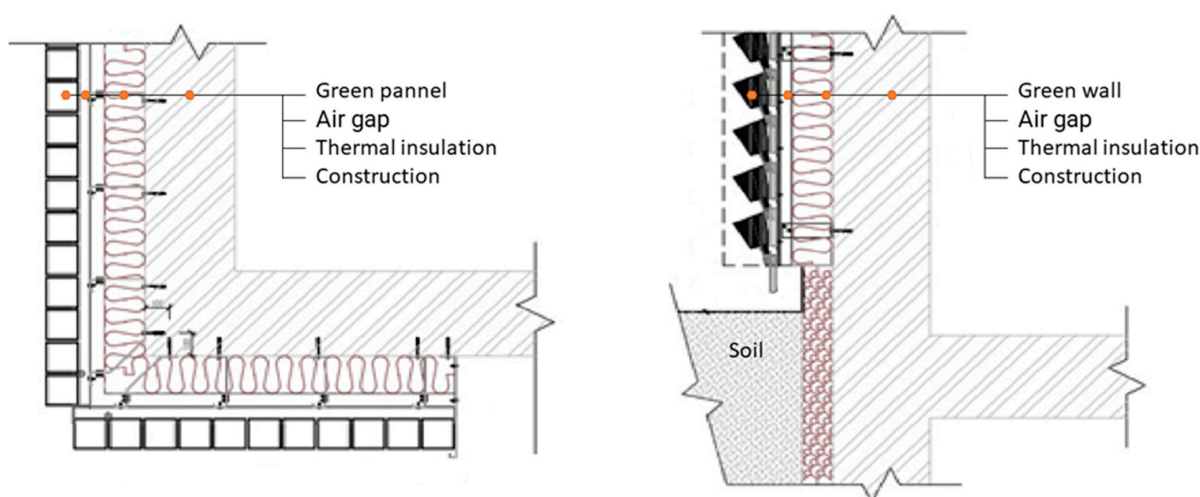 Green pannel
Air gap
Thermal insulation
Construction
Green wall
Air gap
Thermal insulation
Construction
Soil